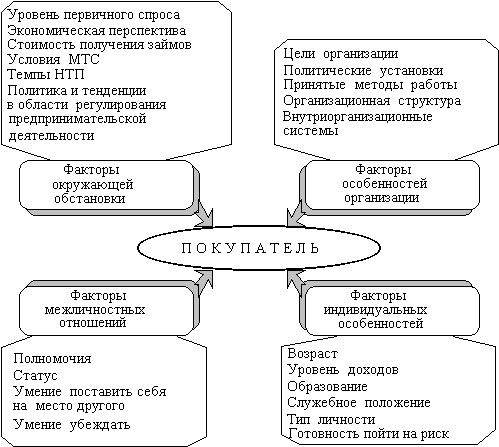 Уровень первичного спроса
Экономическая перспектива
Стоимость получения займов
Условия МТС
Темпы НТП
Политика и тенденции
в области регулирования
предпринимательской
деятельности
Цели организации
Политические установки
Принятые методы работы
Организационная структура
Внутриорганизационные
системы
Факторы
окружающей
обстановки
Факторы
особенностей
организации
ПОКУПАТЕЛЬ
Факторы
межличностных
отношений
Факторы
индивидуальных
особенностей
Полномочия
Статус
Умение поставить себя
на место другого
Умение убеждать
Возраст
Уровень доходов
Образование
Служебное положение
Тип личности
Готовность пойти на риск